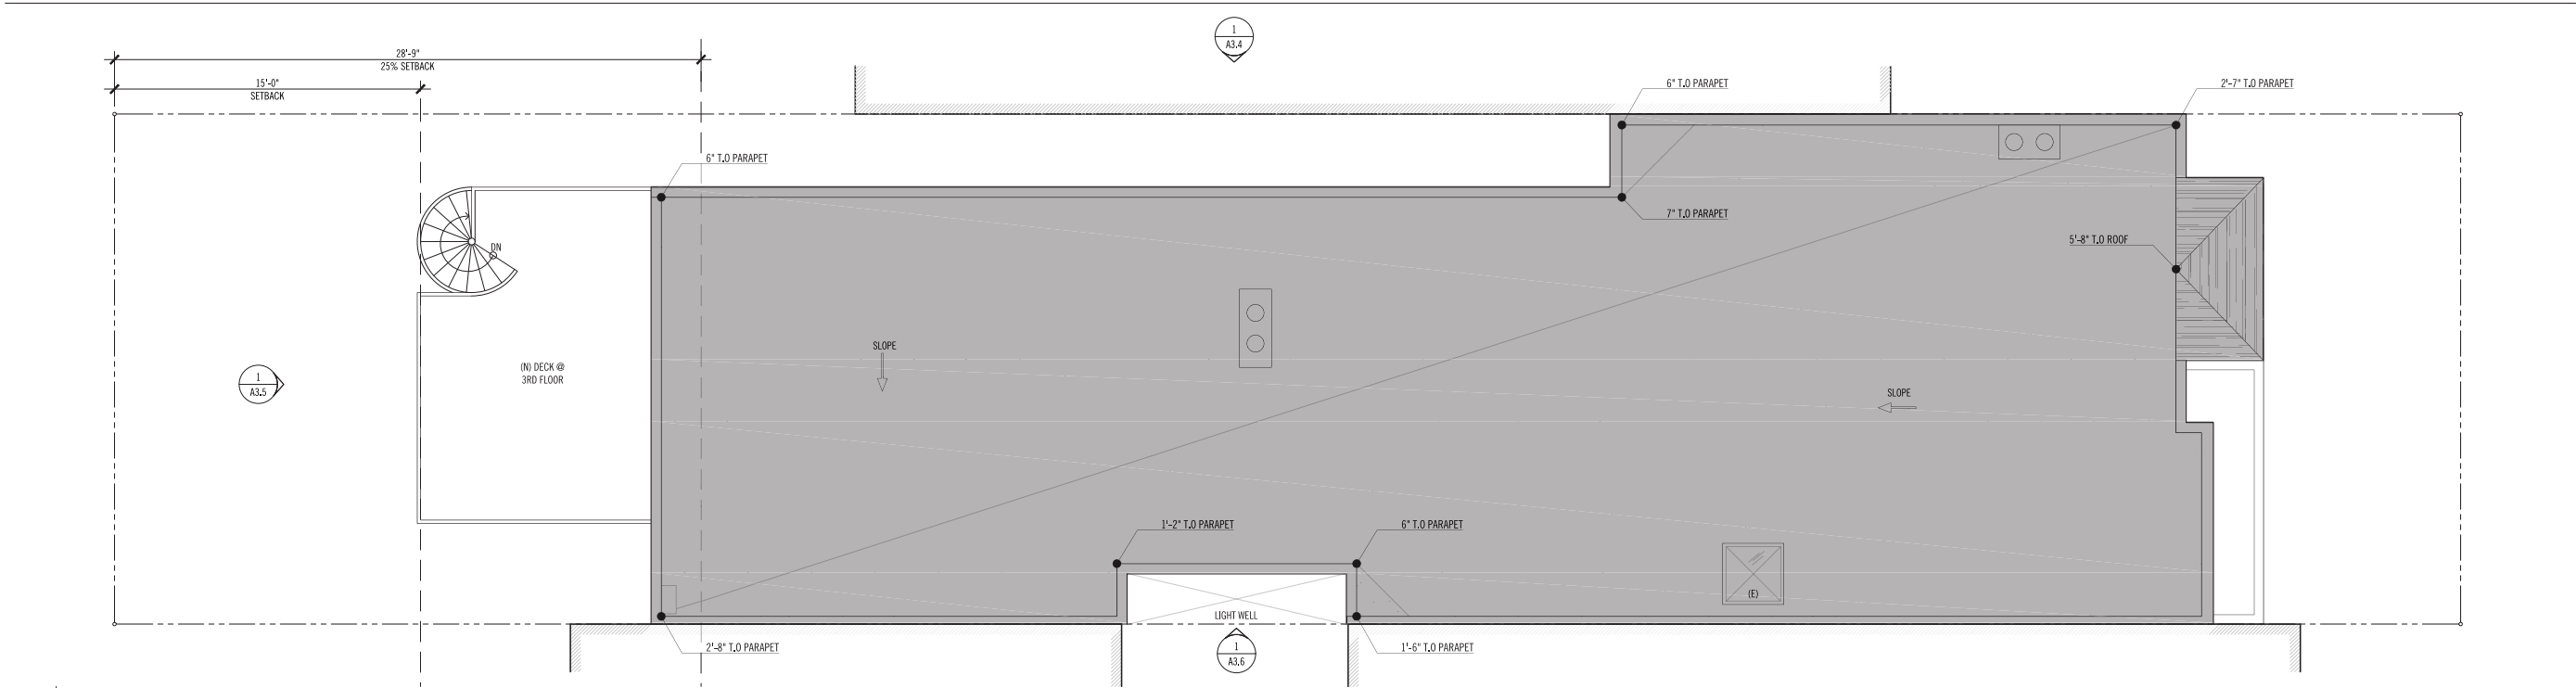 1
A3.4
28'-9"
25% SETBACK
15'-0"
SETBACK
6" T.O PARAPET
2'-7" T.O PARAPET
6" T.O PARAPET
7" T.O PARAPET
DN
5'-8" T.O ROOF
SLOPE
(N) DECK @
3RD FLOOR
1
A3.5
SLOPE
1'-2" T.O PARAPET
6" T.O PARAPET
(E)
LIGHT WELL
2'-8" T.O PARAPET
1
A3.6
1'-6" T.O PARAPET